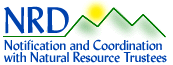 NRD
Notification and Coordination
with Natural Resource Trustees